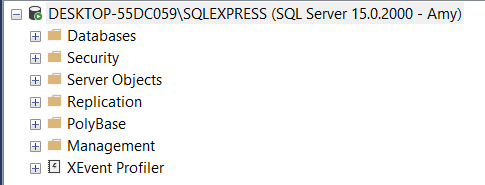 DESKTOP-55DC059\SQLEXPRESS (SQL Server 15.0.2000 - Amy)
Databases
Security
Server Objects
Replication
PolyBase
Management
XEvent Profiler